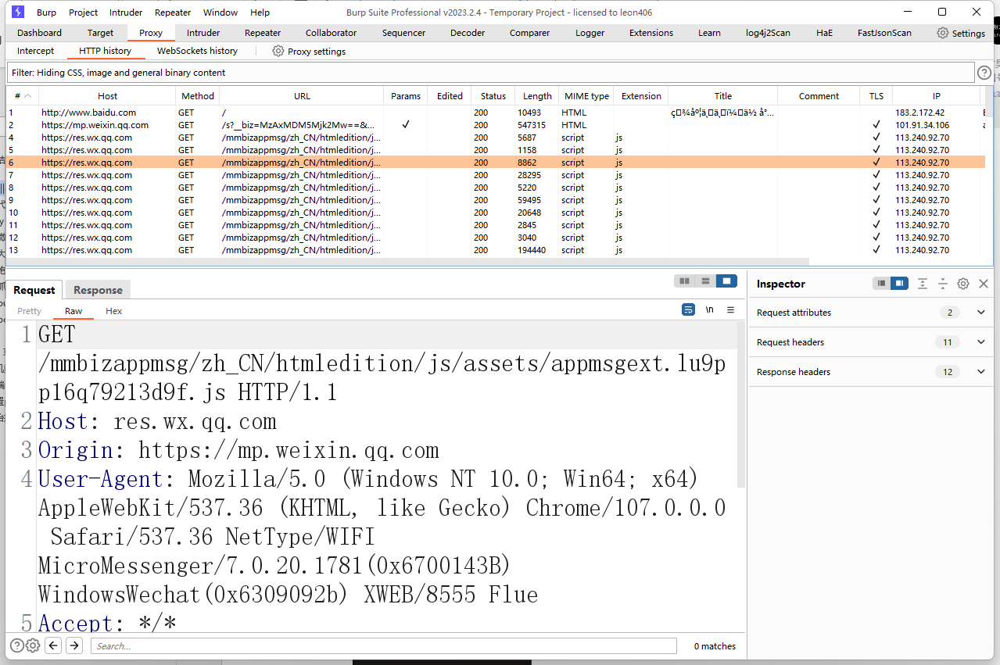 Burp Project Intruder Repeater Window Help Burp Suite Professional v2023.2.4 - Temporary Project - licensed to leon406
Dashboard Target Proxy Intruder Repeater Collaborator Sequencer Decoder Comparer Logger Extensions Learn log4j2Scan HaE FastJsonScan Settings
Intercept HTTP history WebSockets history Proxy settings
Filter: Hiding CSS, image and general binary content
# Host Method URL Params Edited Status Length MIME type Extension Title Comment TLS IP
1 http://www.baidu.com GET / 200 10493 HTML 183.2.172.42
2 https://mp.weixin.qq.com GET /s?__biz=MzAxMDM5Mjk2Mw==&... ✓ 200 547315 HTML ✓ 101.91.34.106
4 https://res.wx.qq.com GET /mmbizappmsg/zh_CN/htmledition/j... 200 5687 script js ✓ 113.240.92.70
5 https://res.wx.qq.com GET /mmbizappmsg/zh_CN/htmledition/j... 200 1158 script js ✓ 113.240.92.70
6 https://res.wx.qq.com GET /mmbizappmsg/zh_CN/htmledition/j... 200 8862 script js ✓ 113.240.92.70
7 https://res.wx.qq.com GET /mmbizappmsg/zh_CN/htmledition/j... 200 28295 script js ✓ 113.240.92.70
8 https://res.wx.qq.com GET /mmbizappmsg/zh_CN/htmledition/j... 200 5220 script js ✓ 113.240.92.70
9 https://res.wx.qq.com GET /mmbizappmsg/zh_CN/htmledition/j... 200 59495 script js ✓ 113.240.92.70
10 https://res.wx.qq.com GET /mmbizappmsg/zh_CN/htmledition/j... 200 20648 script js ✓ 113.240.92.70
11 https://res.wx.qq.com GET /mmbizappmsg/zh_CN/htmledition/j... 200 2845 script js ✓ 113.240.92.70
12 https://res.wx.qq.com GET /mmbizappmsg/zh_CN/htmledition/j... 200 3040 script js ✓ 113.240.92.70
13 https://res.wx.qq.com GET /mmbizappmsg/zh_CN/htmledition/j... 200 194440 script js ✓ 113.240.92.70
Request Response
Pretty Raw Hex \n
1 GET
/mmbizappmsg/zh_CN/htmledition/js/assets/appmsgext.lu9p
p16q79213d9f.js HTTP/1.1
2 Host: res.wx.qq.com
3 Origin: https://mp.weixin.qq.com
4 User-Agent: Mozilla/5.0 (Windows NT 10.0; Win64; x64)
AppleWebKit/537.36 (KHTML, like Gecko) Chrome/107.0.0.0
Safari/537.36 NetType/WIFI
MicroMessenger/7.0.20.1781(0x6700143B)
WindowsWechat(0x6309092b) XWEB/8555 Flue
5 Accept: */*
Search... 0 matches
Inspector
Request attributes 2
Request headers 11
Response headers 12